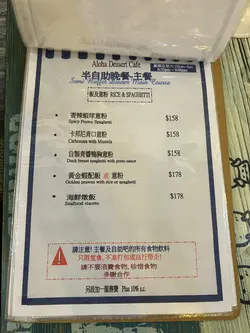 Aloha Dessert Cafe
半自助晚餐-主餐
Semi Buffet Dinner Main Course
飯及意粉 RICE & SPAGHETTI
香辣蝦球意粉 $158
Spicy Prawn Spaghetti
卡邦尼青口意粉 $158
Carbonara with Mussels
自製青醬鴨胸意粉 $158
Duck breast spaghetti with pesto sauce
黃金蝦配飯 或 意粉 $178
Golden prawns with rice or spaghetti
海鮮燉飯 $178
Seafood risotto
請注意! 主餐及自助吧的所有食物飲料
只限堂食, 不准打包或自行帶走!
請不要浪費食物, 珍惜食物
多謝合作
另設加一服務費 Plus 10% s.c.